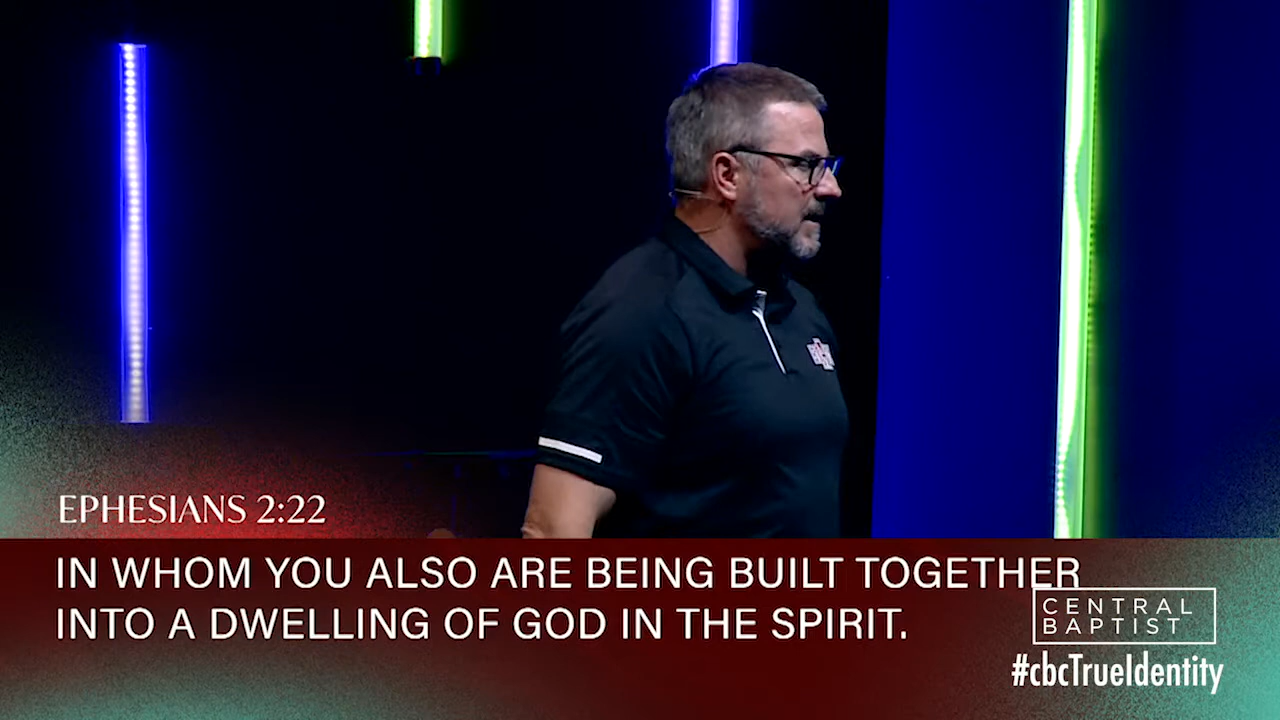 EPHESIANS 2:22
IN WHOM YOU ALSO ARE BEING BUILT TOGETHER
INTO A DWELLING OF GOD IN THE SPIRIT.
CENTRAL
BAPTIST
#cbcTrueIdentity